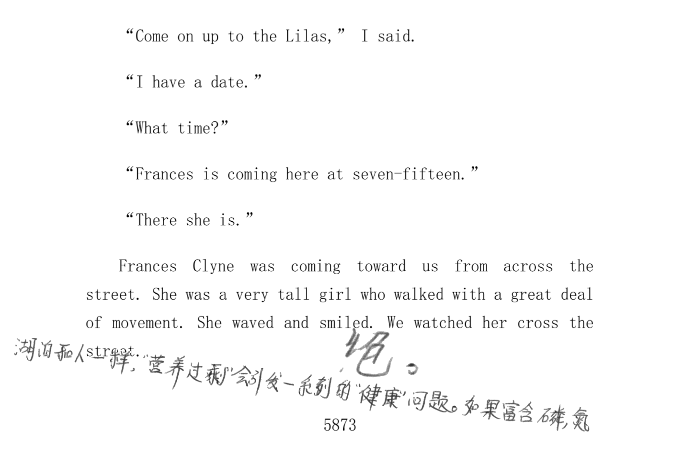 “Come on up to the Lilas,” I said.
“I have a date.”
“What time?”
“Frances is coming here at seven-fifteen.”
“There she is.”
Frances Clyne was coming toward us from across the
street. She was a very tall girl who walked with a great deal
of movement. She waved and smiled. We watched her cross the
street.
绝。
湖泊和人一样,“营养过剩”会引发一系列的“健康”问题。如果富含磷,氮
5873